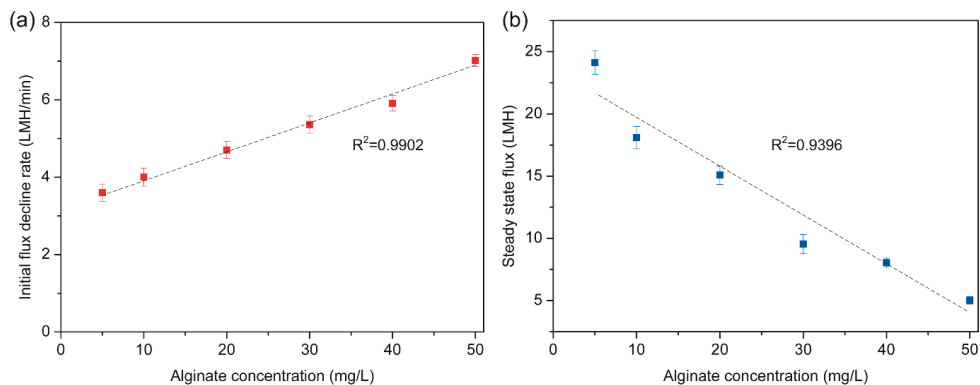 (a)
8
6
4
2
0
Initial flux decline rate (LMH/min)
R²=0.9902
0 10 20 30 40 50
Alginate concentration (mg/L)
(b)
25
20
15
10
5
Steady state flux (LMH)
R²=0.9396
0 10 20 30 40 50
Alginate concentration (mg/L)